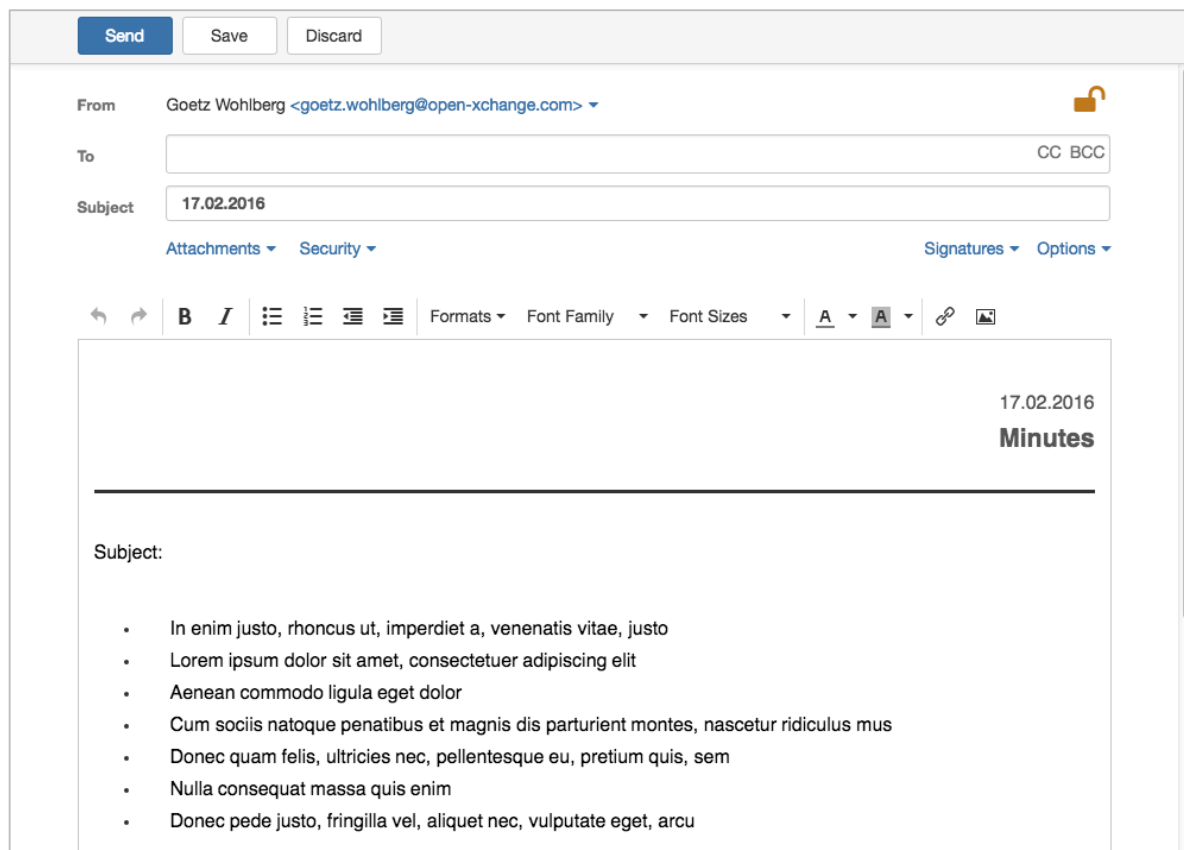 Send Save Discard
From Goetz Wohlberg <goetz.wohlberg@open-xchange.com>
To CC BCC
Subject 17.02.2016
Attachments Security Signatures Options
B I Formats Font Family Font Sizes A A
17.02.2016
Minutes
Subject:
• In enim justo, rhoncus ut, imperdiet a, venenatis vitae, justo
• Lorem ipsum dolor sit amet, consectetuer adipiscing elit
• Aenean commodo ligula eget dolor
• Cum sociis natoque penatibus et magnis dis parturient montes, nascetur ridiculus mus
• Donec quam felis, ultricies nec, pellentesque eu, pretium quis, sem
• Nulla consequat massa quis enim
• Donec pede justo, fringilla vel, aliquet nec, vulputate eget, arcu